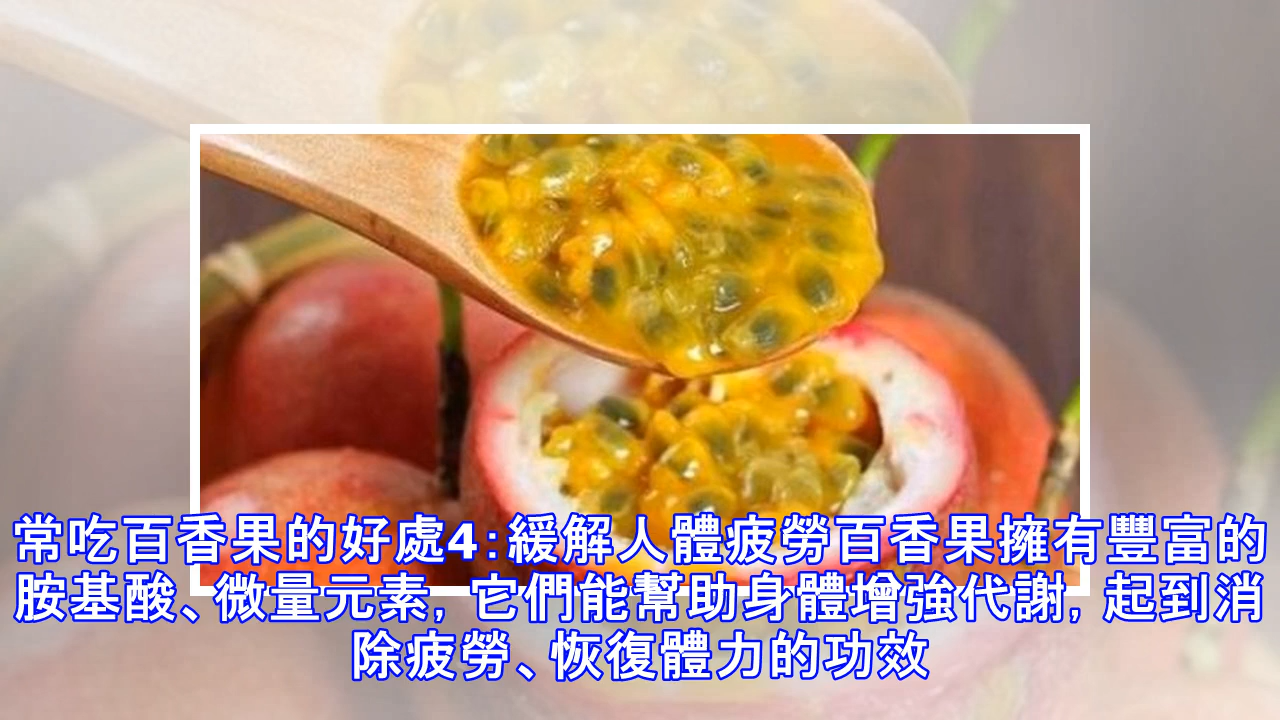 常吃百香果的好處4:緩解人體疲勞百香果擁有豐富的
胺基酸、微量元素, 它們能幫助身體增強代謝, 起到消
除疲勞、恢復體力的功效